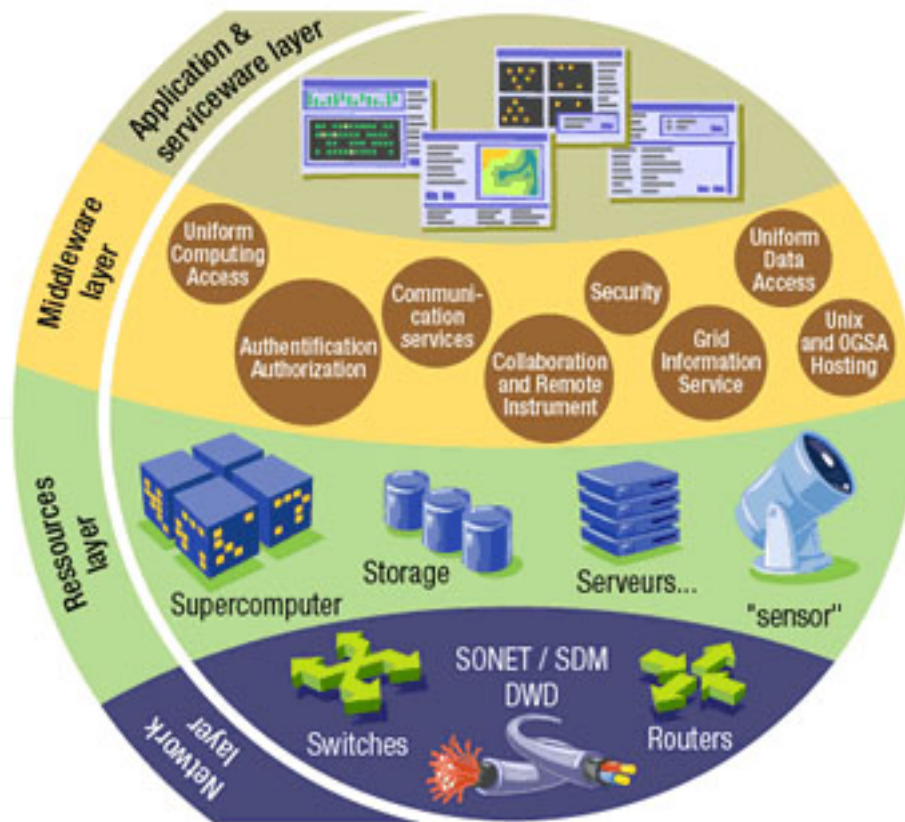 Application &
serviceware layer
Middleware
layer
Uniform
Computing
Access
Authentification
Authorization
Communi-
cation
services
Collaboration
and Remote
Instrument
Security
Grid
Information
Service
Uniform
Data
Access
Unix
and OGSA
Hosting
Ressources
layer
Supercomputer
Storage
Serveurs...
"sensor"
Network
layer
Switches
SONET / SDM
DWD
Routers